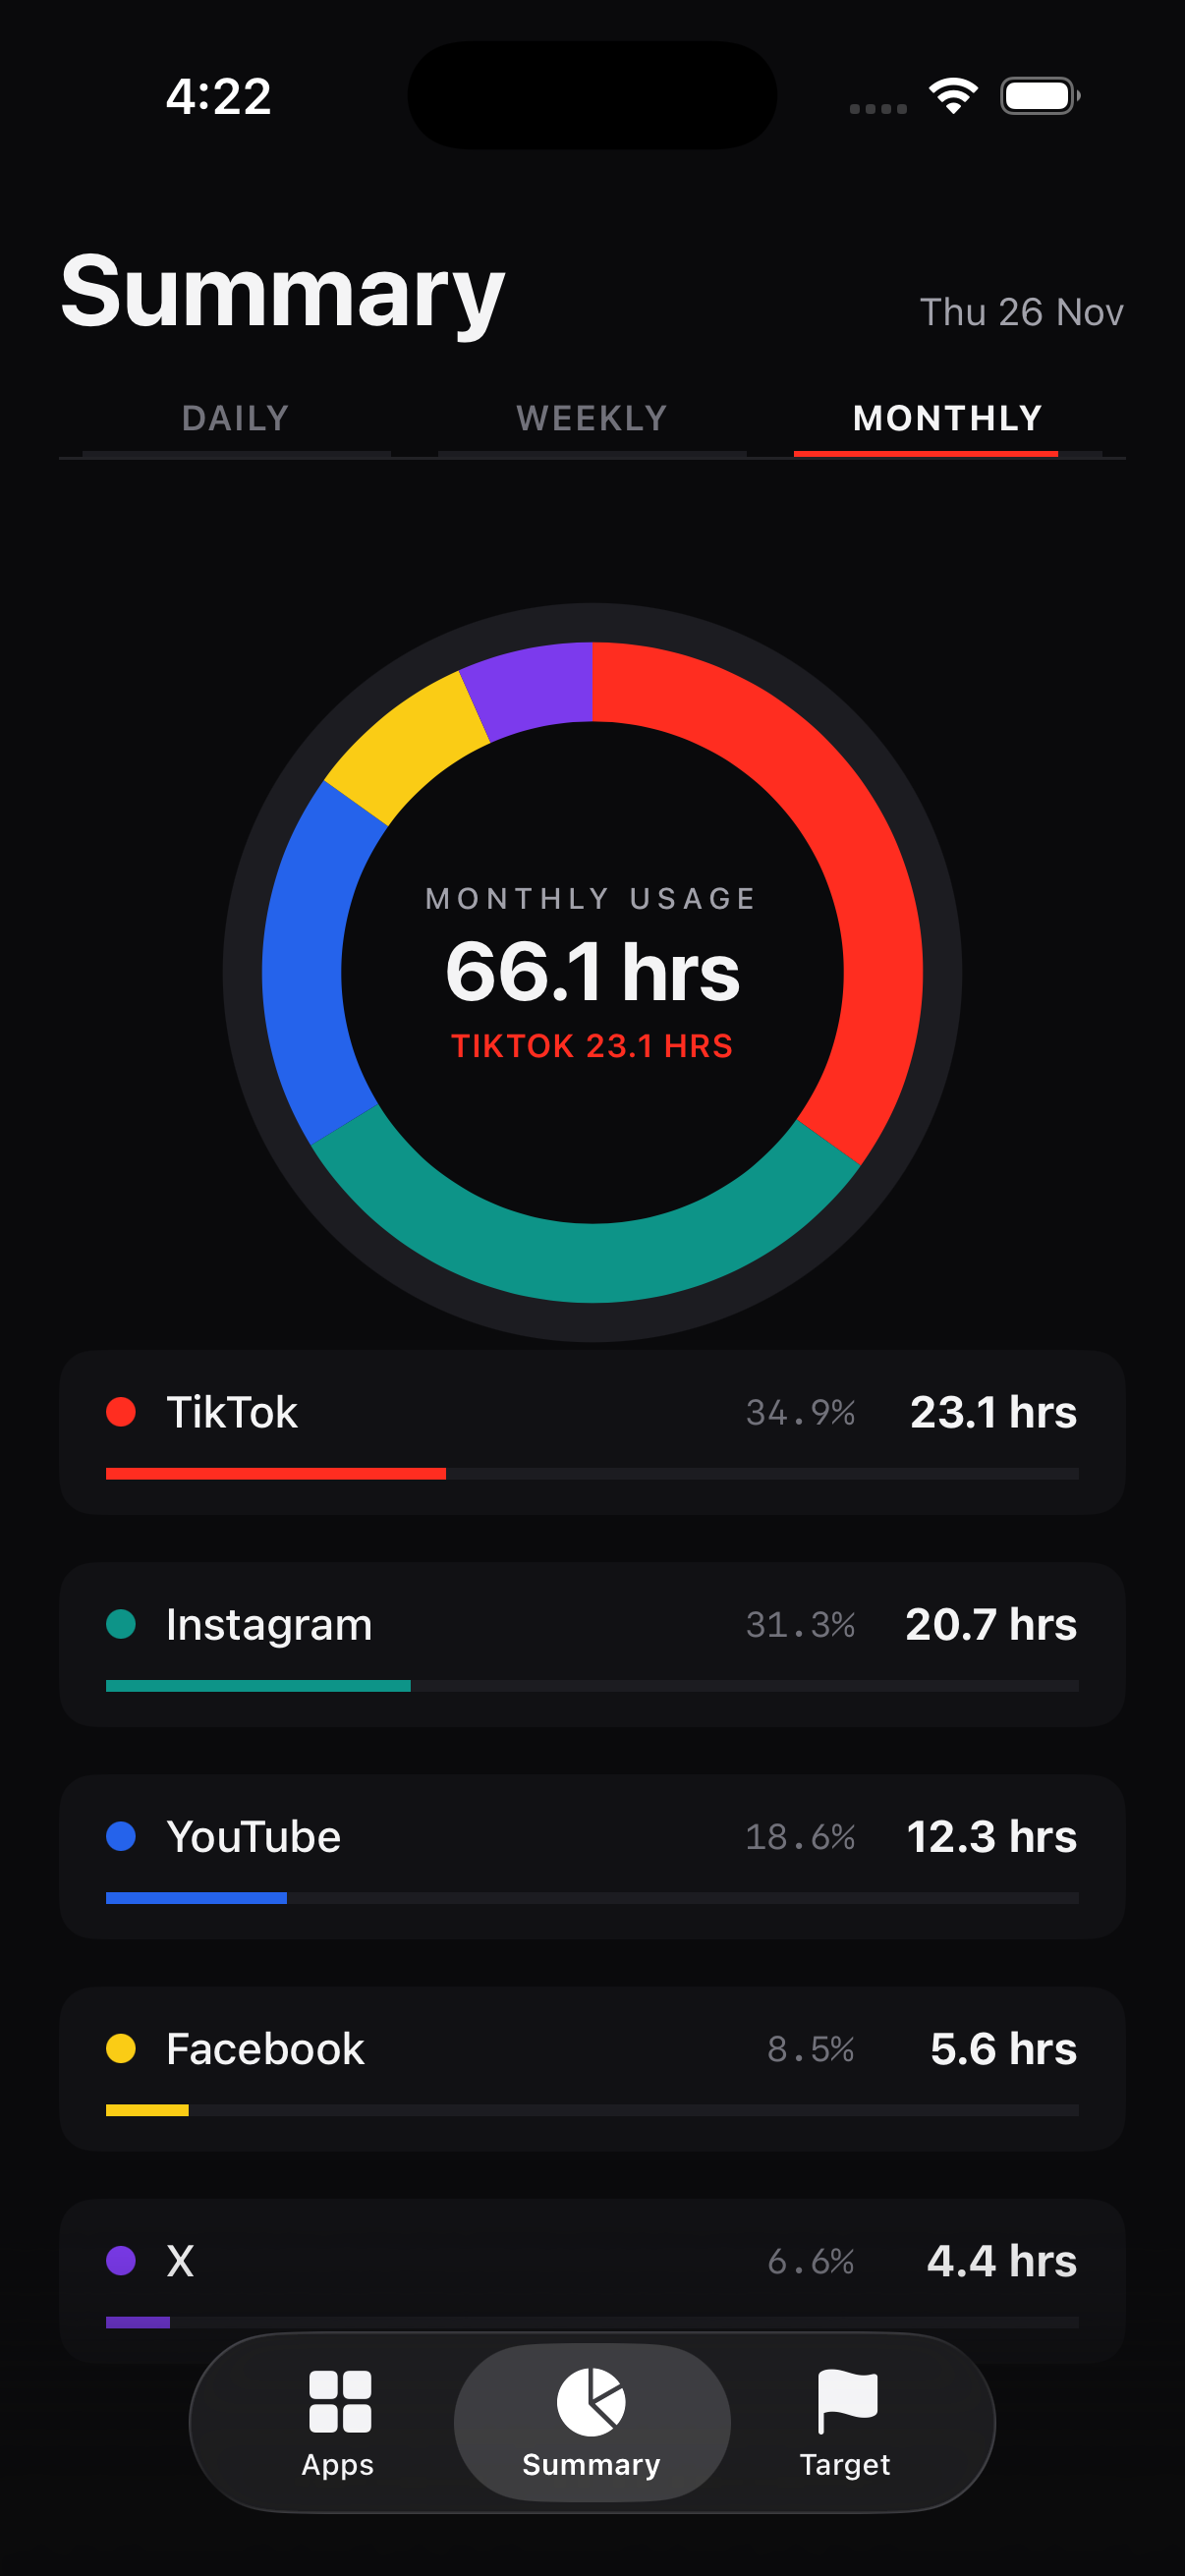 4:22
Summary
Thu 26 Nov
DAILY WEEKLY MONTHLY
MONTHLY USAGE
66.1 hrs
TIKTOK 23.1 HRS
TikTok 34.9% 23.1 hrs
Instagram 31.3% 20.7 hrs
YouTube 18.6% 12.3 hrs
Facebook 8.5% 5.6 hrs
X 6.6% 4.4 hrs
Apps Summary Target